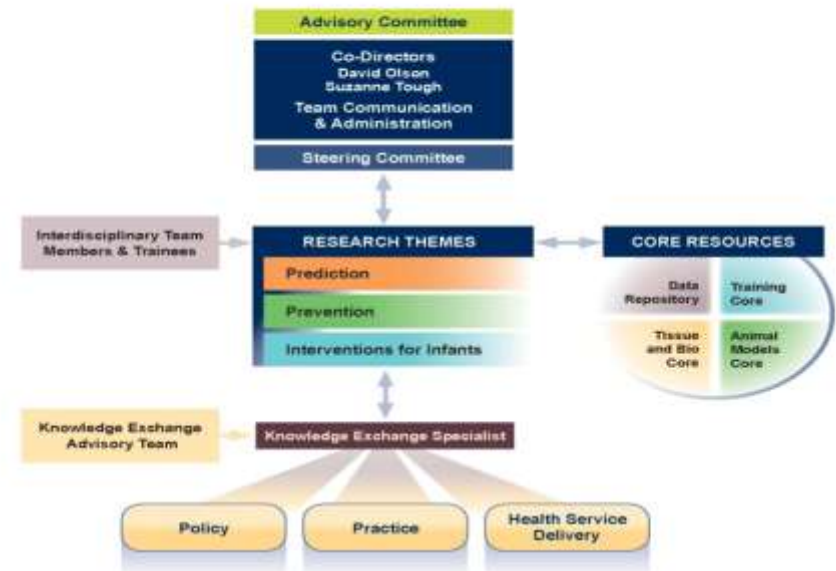 Advisory Committee
Co-Directors
David Olson
Suzanne Tough
Team Communication
& Administration
Steering Committee
Interdisciplinary Team
Members & Trainees
RESEARCH THEMES
Prediction
Prevention
Interventions for Infants
CORE RESOURCES
Data
Repository
Training
Core
Tissue
and Bio
Core
Animal
Models
Core
Knowledge Exchange
Advisory Team
Knowledge Exchange Specialist
Policy
Practice
Health Service
Delivery